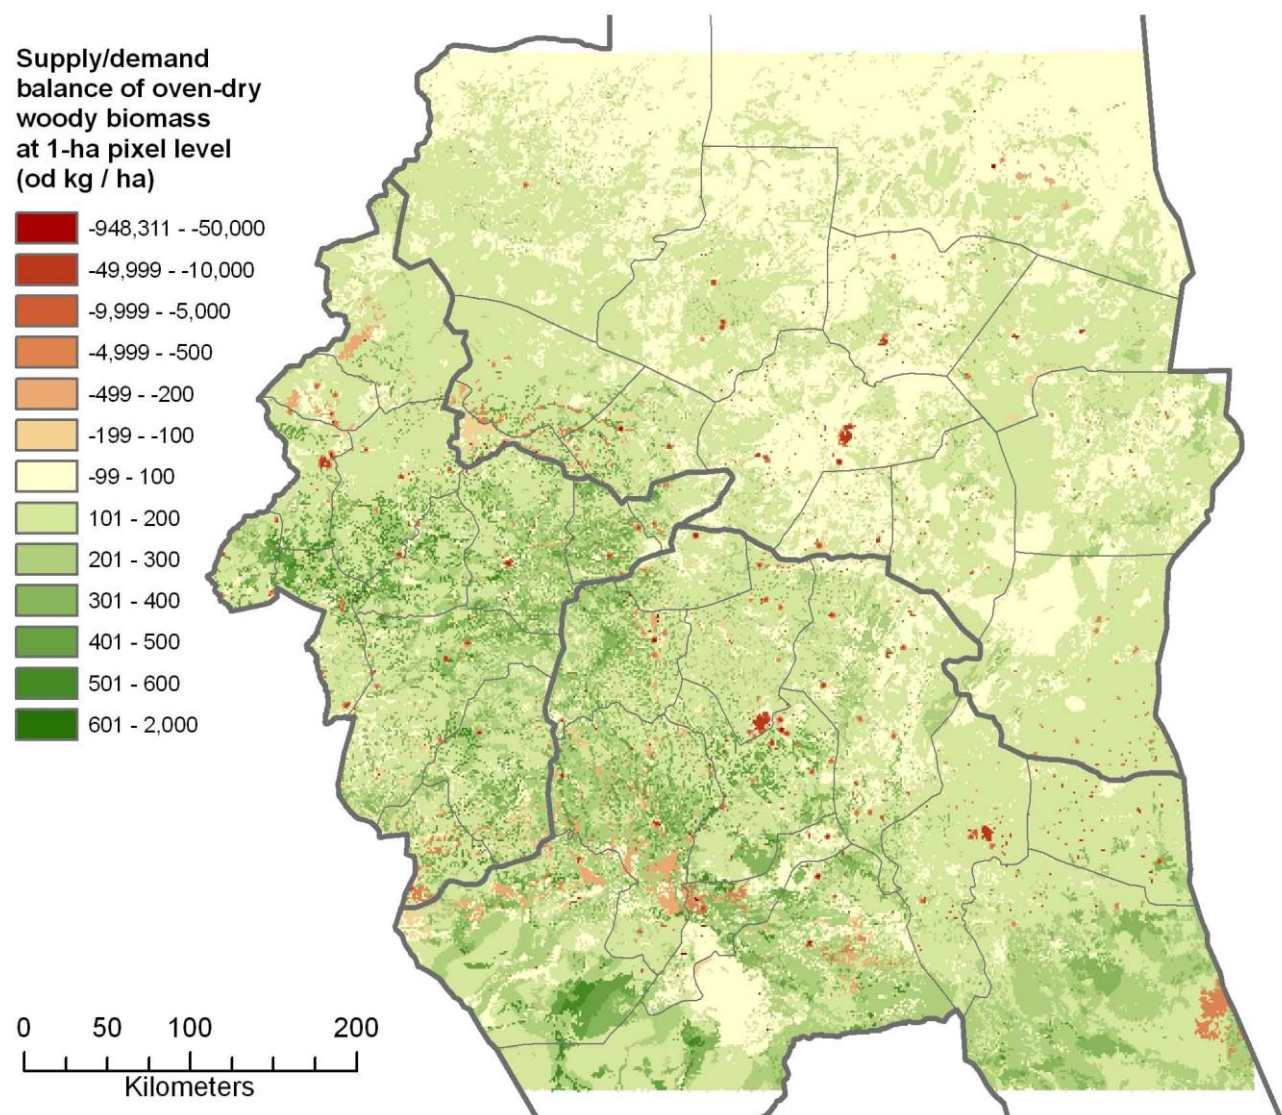 Supply/demand
balance of oven-dry
woody biomass
at 1-ha pixel level
(od kg / ha)
-948,311 - -50,000
-49,999 - -10,000
-9,999 - -5,000
-4,999 - -500
-499 - -200
-199 - -100
-99 - 100
101 - 200
201 - 300
301 - 400
401 - 500
501 - 600
601 - 2,000
0 50 100 200
Kilometers